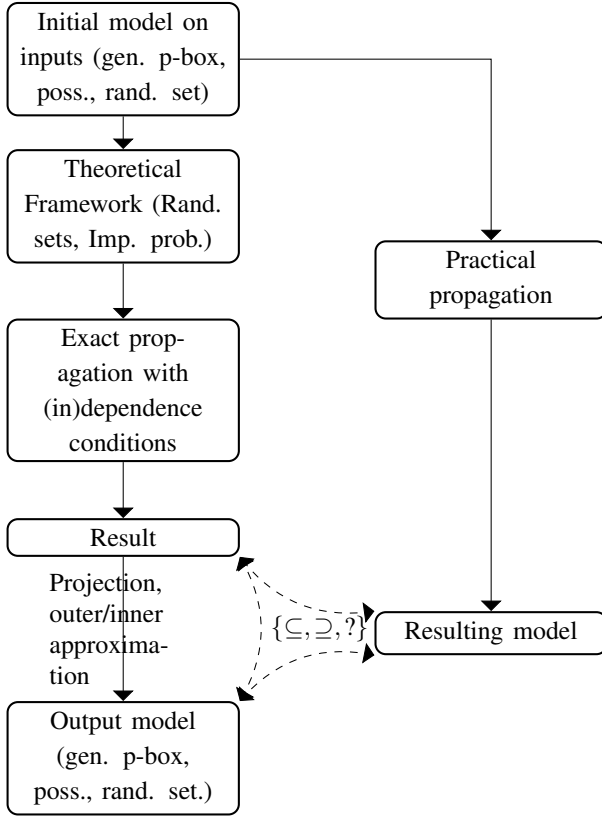 Initial model on
inputs (gen. p-box,
poss., rand. set)
Theoretical
Framework (Rand.
sets, Imp. prob.)
Practical
propagation
Exact prop-
agation with
(in)dependence
conditions
Result
Projection,
outer/inner
approxima-
tion
{⊆, ⊇, ?}
Resulting model
Output model
(gen. p-box,
poss., rand. set.)